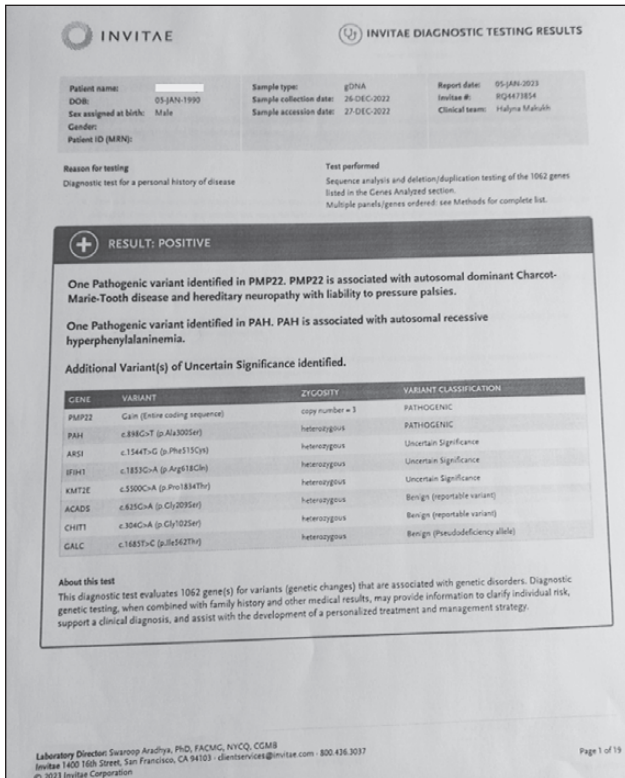 INVITAE
INVITAE DIAGNOSTIC TESTING RESULTS
Patient name:
DOB: 05-JAN-1990
Sex assigned at birth: Male
Gender:
Patient ID (MRN):
Sample type: gDNA
Sample collection date: 26-DEC-2022
Sample accession date: 27-DEC-2022
Report date: 05-JAN-2023
Invitae #: RQ4473854
Clinical team: Halyna Makukh
Reason for testing
Diagnostic test for a personal history of disease
Test performed
Sequence analysis and deletion/duplication testing of the 1062 genes
listed in the Genes Analyzed section.
Multiple panels/genes ordered: see Methods for complete list.
RESULT: POSITIVE
One Pathogenic variant identified in PMP22. PMP22 is associated with autosomal dominant Charcot-
Marie-Tooth disease and hereditary neuropathy with liability to pressure palsies.
One Pathogenic variant identified in PAH. PAH is associated with autosomal recessive
hyperphenylalaninemia.
Additional Variant(s) of Uncertain Significance identified.
GENE VARIANT ZYGOSITY VARIANT CLASSIFICATION
PMP22 Gain (Entire coding sequence) copy number = 3 PATHOGENIC
PAH c.898G>T (p.Ala300Ser) heterozygous PATHOGENIC
ARSI c.1544T>G (p.Phe515Cys) heterozygous Uncertain Significance
IFIH1 c.1853G>A (p.Arg618Gln) heterozygous Uncertain Significance
KMT2E c.5500C>A (p.Pro1834Thr) heterozygous Uncertain Significance
ACADS c.625G>A (p.Gly209Ser) heterozygous Benign (reportable variant)
CHIT1 c.304G>A (p.Gly102Ser) heterozygous Benign (reportable variant)
GALC c.1685T>C (p.Ile562Thr) heterozygous Benign (Pseudodeficiency allele)
About this test
This diagnostic test evaluates 1062 gene(s) for variants (genetic changes) that are associated with genetic disorders. Diagnostic
genetic testing, when combined with family history and other medical results, may provide information to clarify individual risk,
support a clinical diagnosis, and assist with the development of a personalized treatment and management strategy.
Laboratory Director: Swaroop Aradhya, PhD, FACMG, NYCQ, CGMB
Invitae 1400 16th Street, San Francisco, CA 94103 · clientservices@invitae.com · 800.436.3037
© 2023 Invitae Corporation
Page 1 of 19